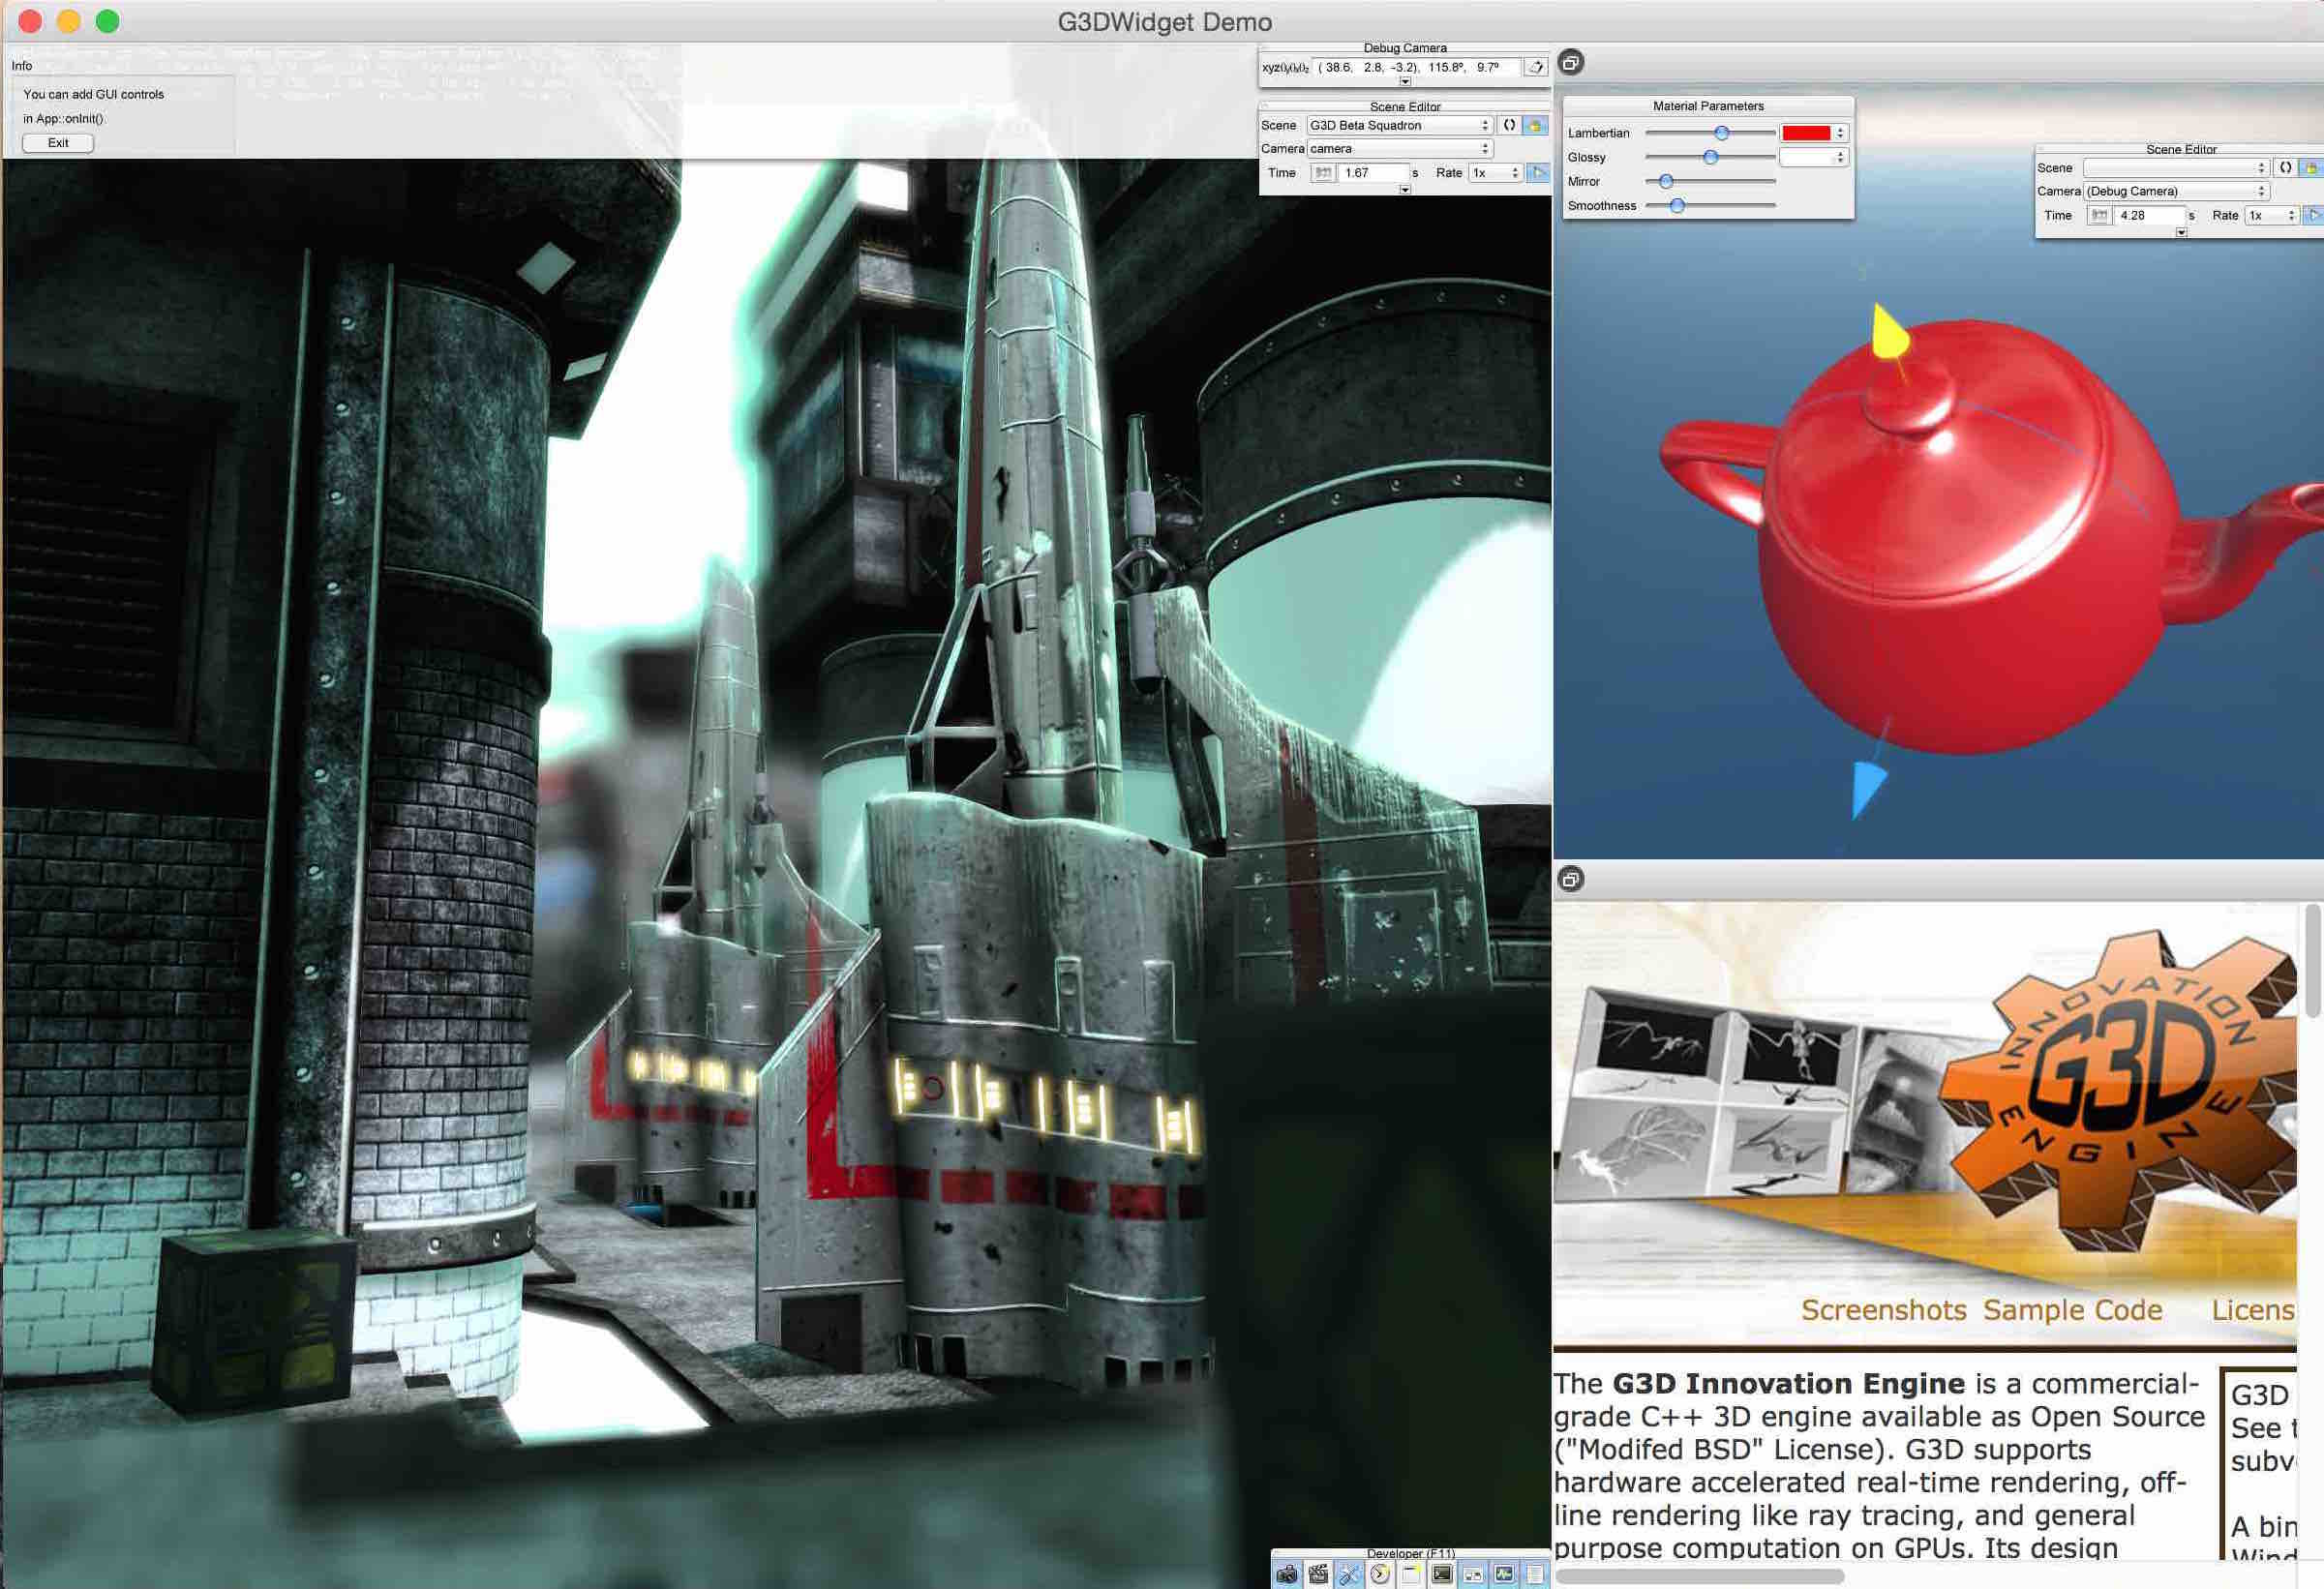 G3DWidget Demo
Info
You can add GUI controls
in App::onInit().
Exit
Debug Camera
( 38.6, 2.8, -3.2), 115.8°, 9.7°
Scene Editor
Scene G3D Beta Squadron
Camera camera
Time 1.67 s Rate 1x
Developer (F11)
Material Parameters
Lambertian
Glossy
Mirror
Smoothness
Scene Editor
Scene
Camera (Debug Camera)
Time 4.28 s Rate 1x
INNOVATION
G3D
ENGINE
Screenshots Sample Code Licens
The G3D Innovation Engine is a commercial-
grade C++ 3D engine available as Open Source
("Modifed BSD" License). G3D supports
hardware accelerated real-time rendering, off-
line rendering like ray tracing, and general
purpose computation on GPUs. Its design
G3D
See t
subv
A bin
Wind